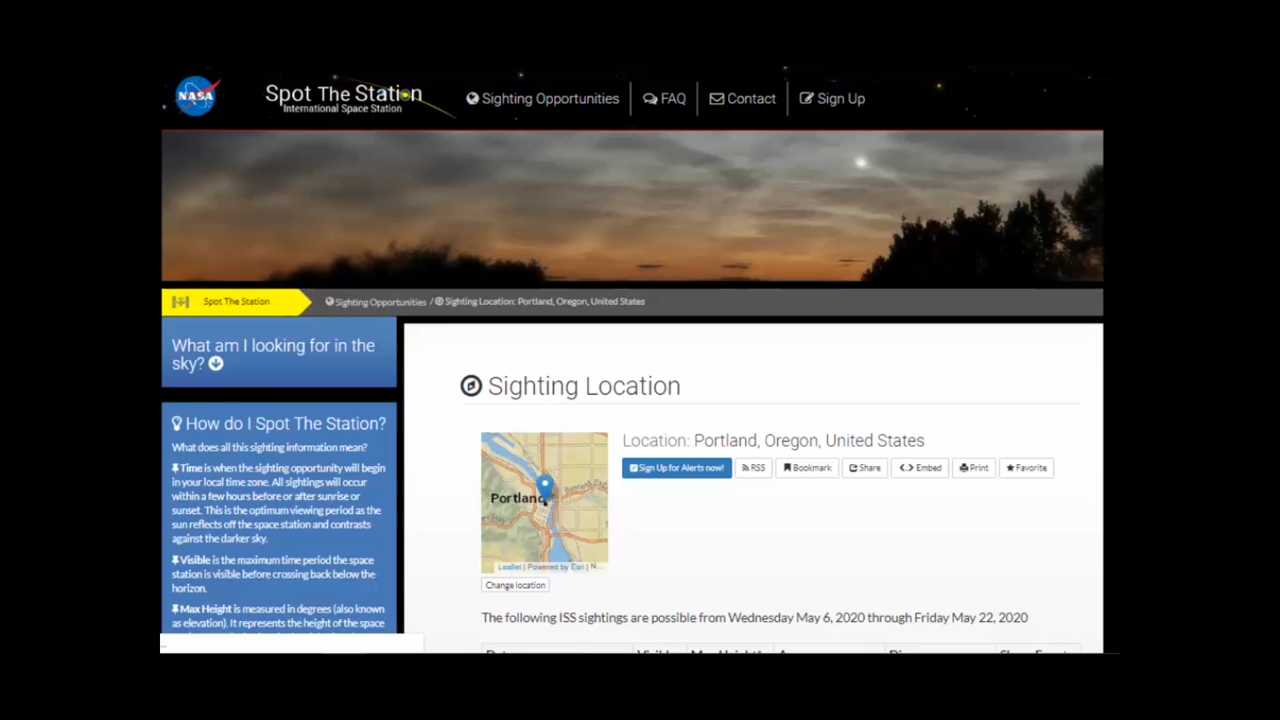 NASA
Spot The Station
International Space Station
Sighting Opportunities
FAQ
Contact
Sign Up
Spot The Station
Sighting Opportunities / Sighting Location: Portland, Oregon, United States
What am I looking for in the
sky?
How do I Spot The Station?
What does all this sighting information mean?
Time is when the sighting opportunity will begin
in your local time zone. All sightings will occur
within a few hours before or after sunrise or
sunset. This is the optimum viewing period as the
sun reflects off the space station and contrasts
against the darker sky.
Visible is the maximum time period the space
station is visible before crossing back below the
horizon.
Max Height is measured in degrees (also known
as elevation). It represents the height of the space
Sighting Location
Portland
Leaflet | Powered by Esri | N...
Change location
Location: Portland, Oregon, United States
Sign Up for Alerts now!
RSS
Bookmark
Share
Embed
Print
Favorite
The following ISS sightings are possible from Wednesday May 6, 2020 through Friday May 22, 2020